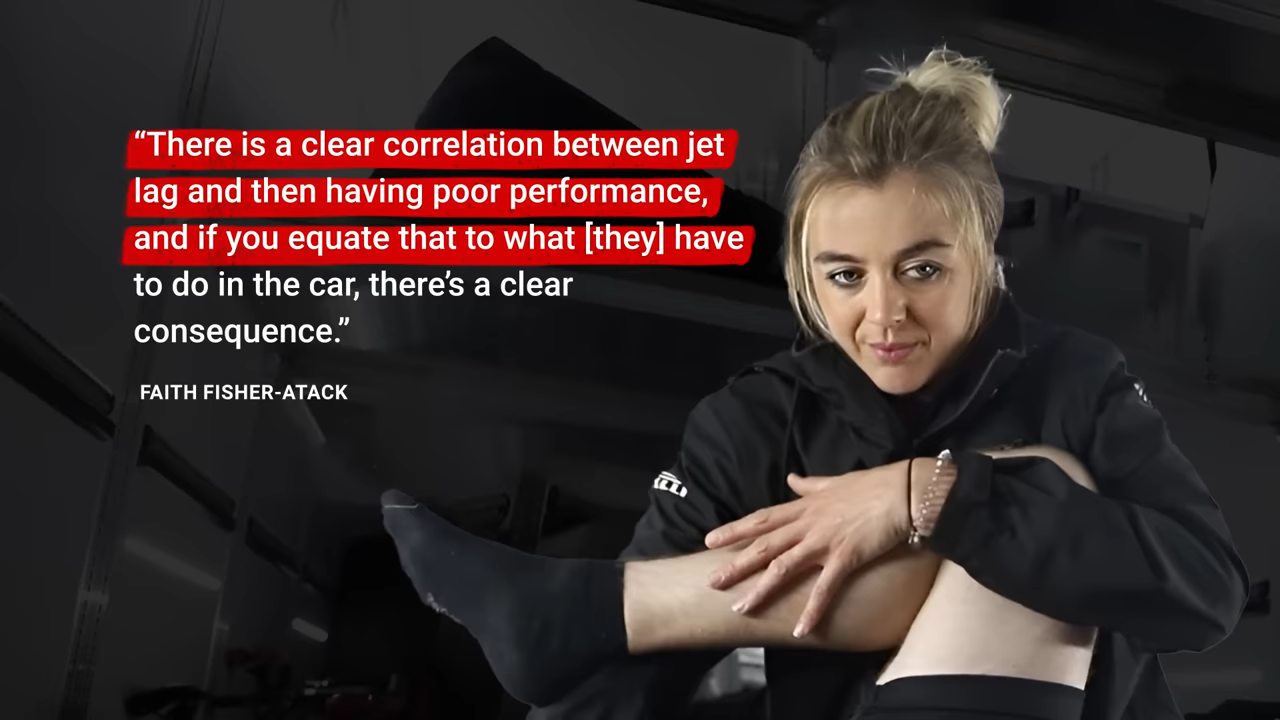 “There is a clear correlation between jet
lag and then having poor performance,
and if you equate that to what [they] have
to do in the car, there’s a clear
consequence.”
FAITH FISHER-ATACK